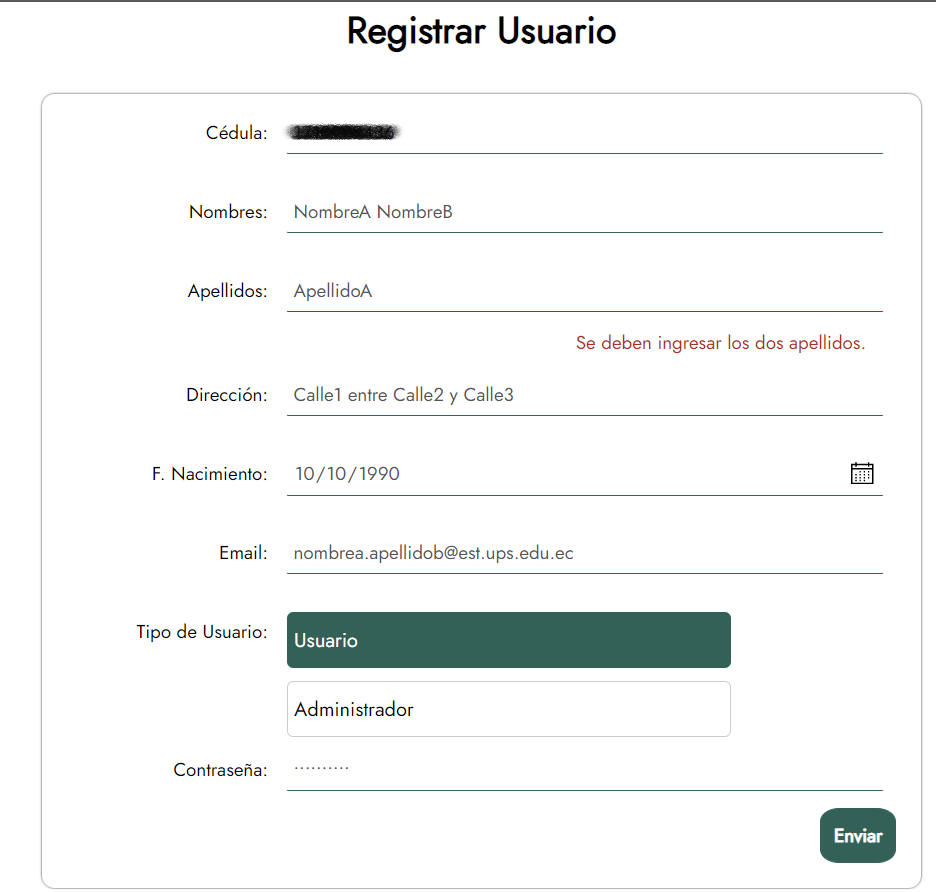 Registrar Usuario
Cédula:
Nombres: NombreA NombreB
Apellidos: ApellidoA
Se deben ingresar los dos apellidos.
Dirección: Calle1 entre Calle2 y Calle3
F. Nacimiento: 10/10/1990
Email: nombrea.apellidob@est.ups.edu.ec
Tipo de Usuario: Usuario
Administrador
Contraseña: ··········
Enviar